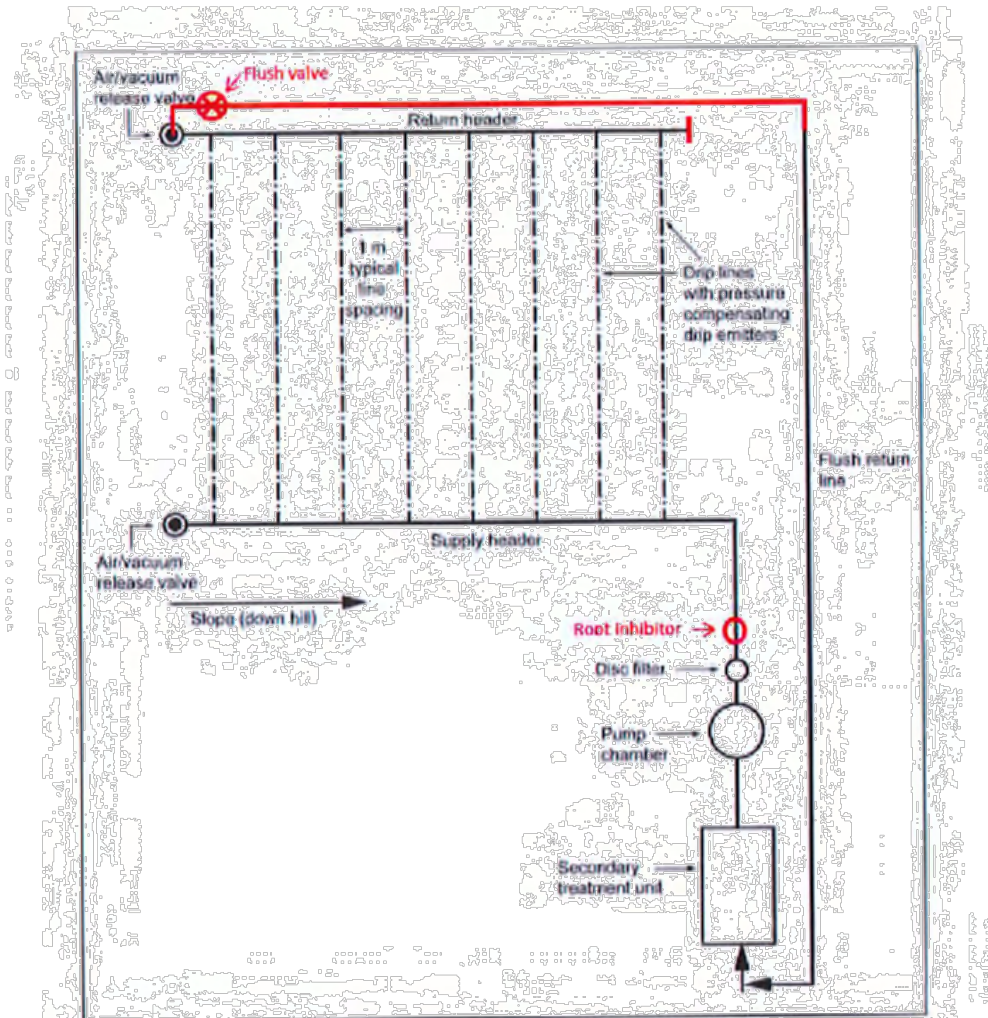 Air/vacuum
release valve
Flush valve
Return header
1 m
typical
line
spacing
Drip lines
with pressure
compensating
drip emitters
Flush return
line
Supply header
Air/vacuum
release valve
Slope (down hill)
Root Inhibitor
Disc filter
Pump
chamber
Secondary
treatment unit